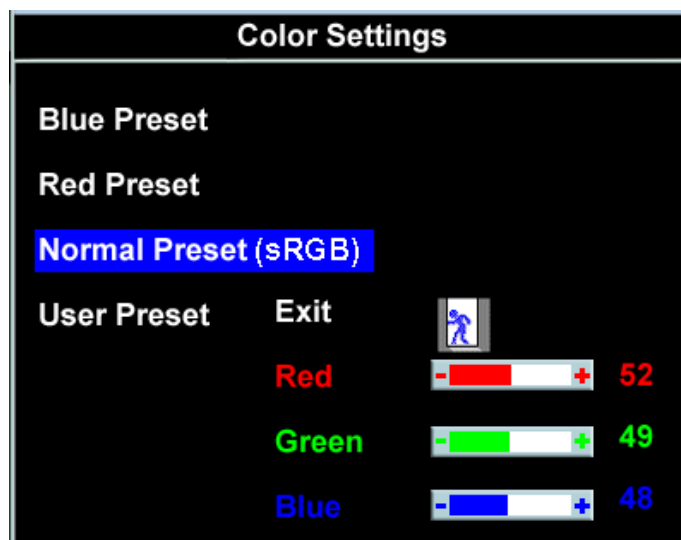 Color Settings
Blue Preset
Red Preset
Normal Preset (sRGB)
User Preset Exit
Red - + 52
Green - + 49
Blue - + 48